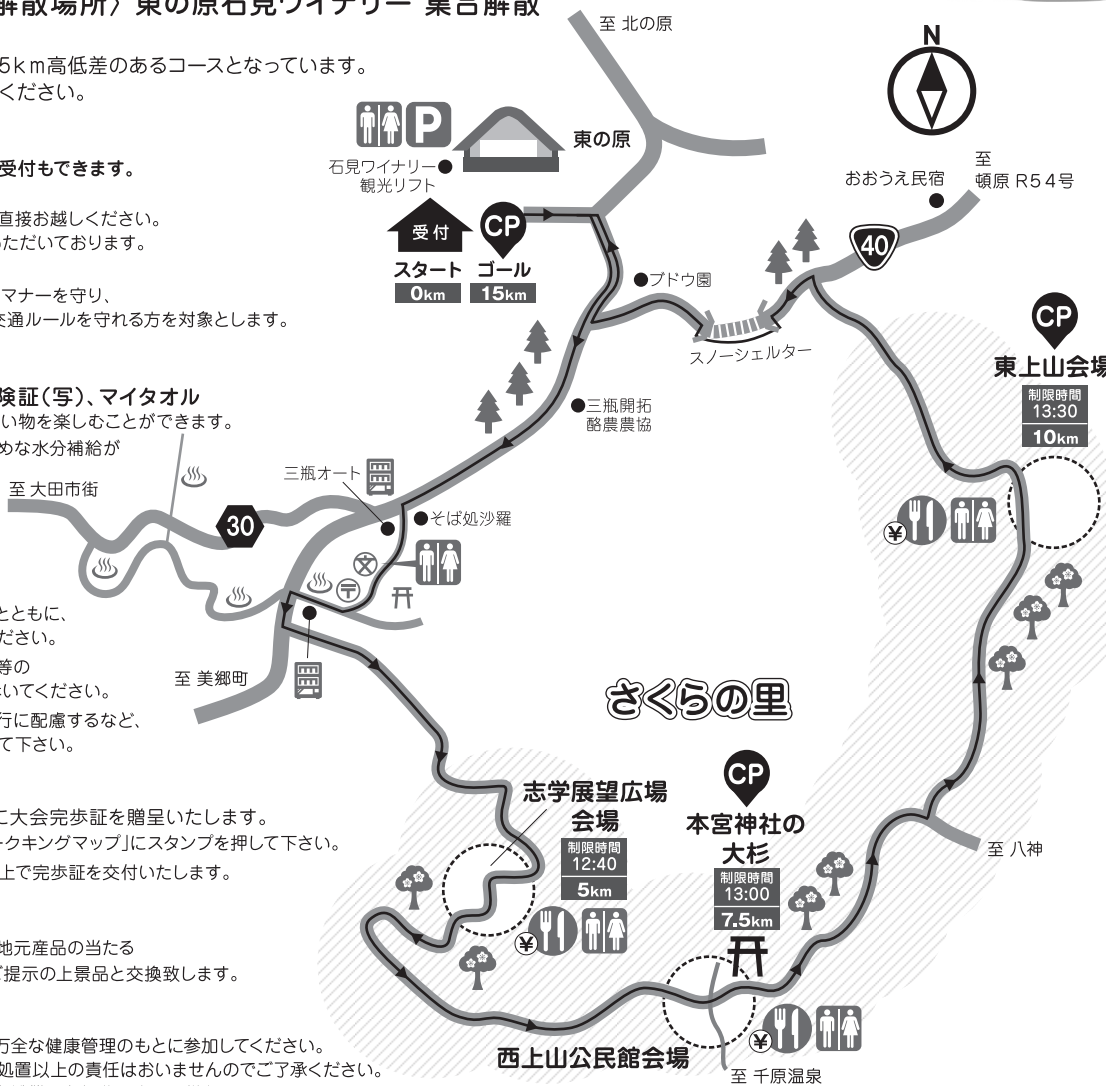 解散場所〉東の原石見ワイナリー 集合解散
5km高低差のあるコースとなっています。
ください。
受付もできます。
直接お越しください。
ただいております。
マナーを守り、
交通ルールを守れる方を対象とします。
険証(写)、マイタオル
い物を楽しむことができます。
めな水分補給が
とともに、
ださい。
等の
いてください。
行に配慮するなど、
て下さい。
に大会完歩証を贈呈いたします。
ークキングマップ」にスタンプを押して下さい。
上で完歩証を交付いたします。
地元産品の当たる
ご提示の上景品と交換致します。
万全な健康管理のもとに参加してください。
処置以上の責任はおいませんのでご了承ください。
至 北の原
N
P
東の原
石見ワイナリー
観光リフト
受付
CP
スタート
0km
ゴール
15km
至
頓原 R54号
おおうえ民宿
40
ブドウ園
スノーシェルター
CP
東上山会場
制限時間
13:30
10km
¥
三瓶開拓
酪農農協
三瓶オート
至 大田市街
30
そば処沙羅
文
〒
至 美郷町
さくらの里
志学展望広場
会場
制限時間
12:40
5km
¥
CP
本宮神社の
大杉
制限時間
13:00
7.5km
至 八神
¥
西上山公民館会場
至 千原温泉